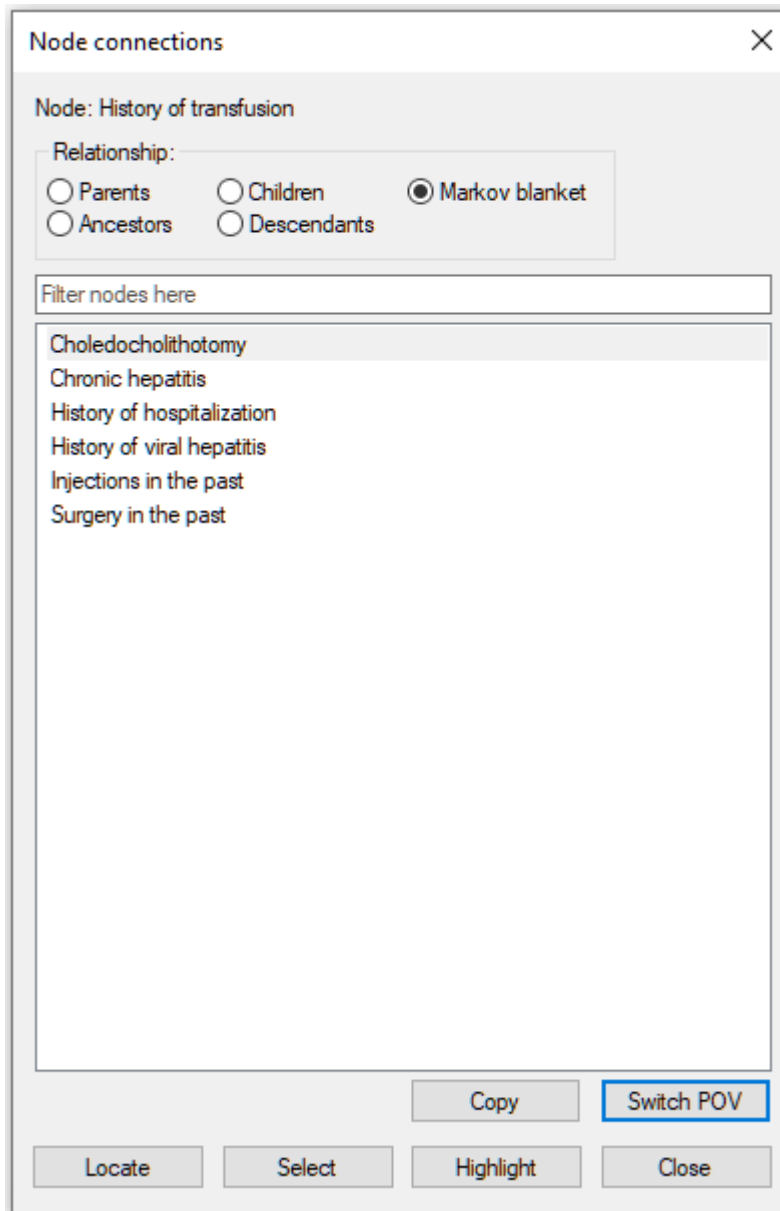 Node connections
Node: History of transfusion
Relationship:
Parents Children Markov blanket
Ancestors Descendants
Filter nodes here
Choledocholithotomy
Chronic hepatitis
History of hospitalization
History of viral hepatitis
Injections in the past
Surgery in the past
Copy Switch POV
Locate Select Highlight Close